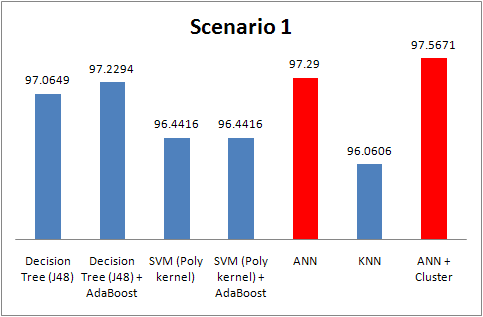 Scenario 1
97.0649
97.2294
96.4416
96.4416
97.29
96.0606
97.5671
Decision
Tree (J48)
Decision
Tree (J48) +
AdaBoost
SVM (Poly
kernel)
SVM (Poly
kernel) +
AdaBoost
ANN
KNN
ANN +
Cluster